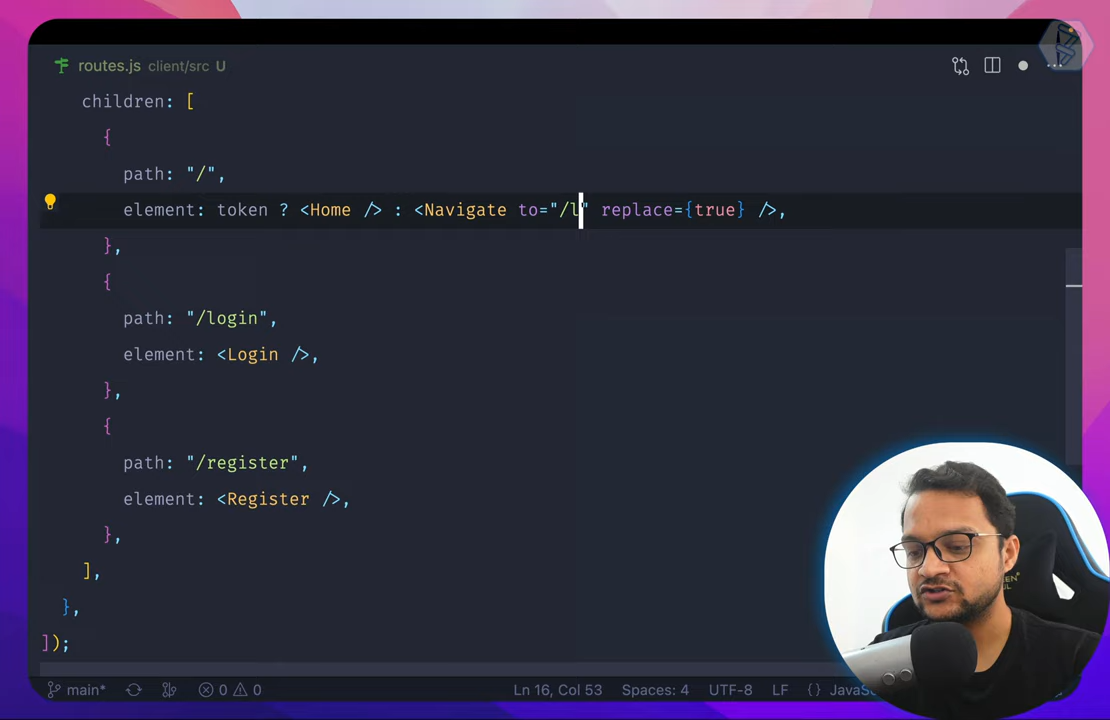 routes.js client/src U
children: [
{
path: "/",
element: token ? <Home /> : <Navigate to="/l" replace={true} />,
},
{
path: "/login",
element: <Login />,
},
{
path: "/register",
element: <Register />,
},
],
},
]);
main* 0 0 Ln 16, Col 53 Spaces: 4 UTF-8 LF {}